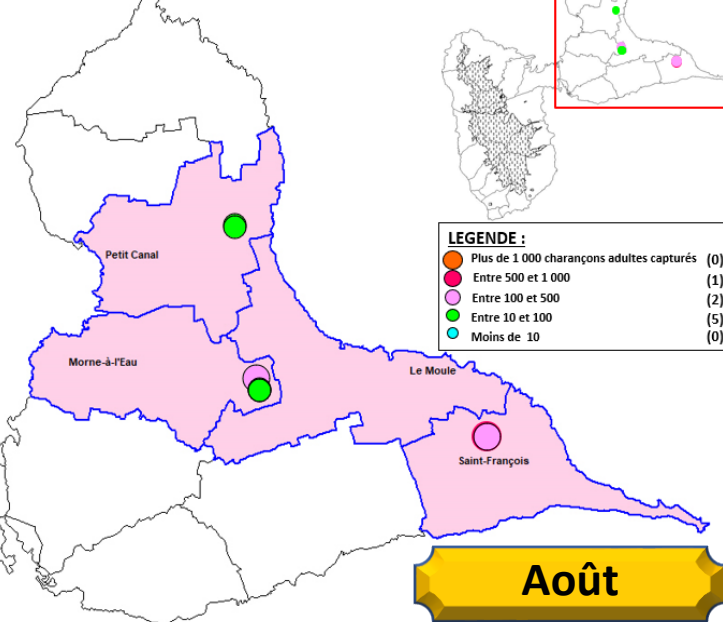 LEGENDE :
Plus de 1 000 charançons adultes capturés (0)
Entre 500 et 1 000 (1)
Entre 100 et 500 (2)
Entre 10 et 100 (5)
Moins de 10 (0)
Petit Canal
Morne-à-l'Eau
Le Moule
Saint-François
Août